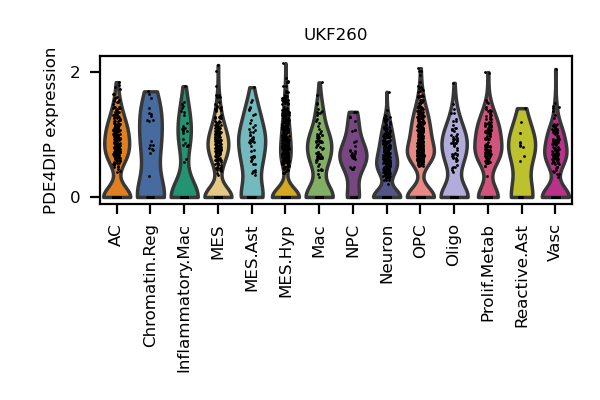 UKF260
PDE4DIP expression
2
0
AC
Chromatin.Reg
Inflammatory.Mac
MES
MES.Ast
MES.Hyp
Mac
NPC
Neuron
OPC
Oligo
Prolif.Metab
Reactive.Ast
Vasc